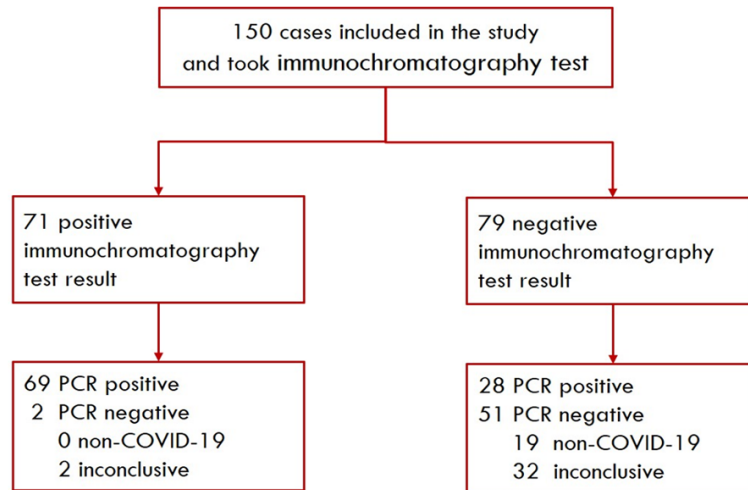 150 cases included in the study
and took immunochromatography test
71 positive
immunochromatography
test result
79 negative
immunochromatography
test result
69 PCR positive
2 PCR negative
0 non-COVID-19
2 inconclusive
28 PCR positive
51 PCR negative
19 non-COVID-19
32 inconclusive